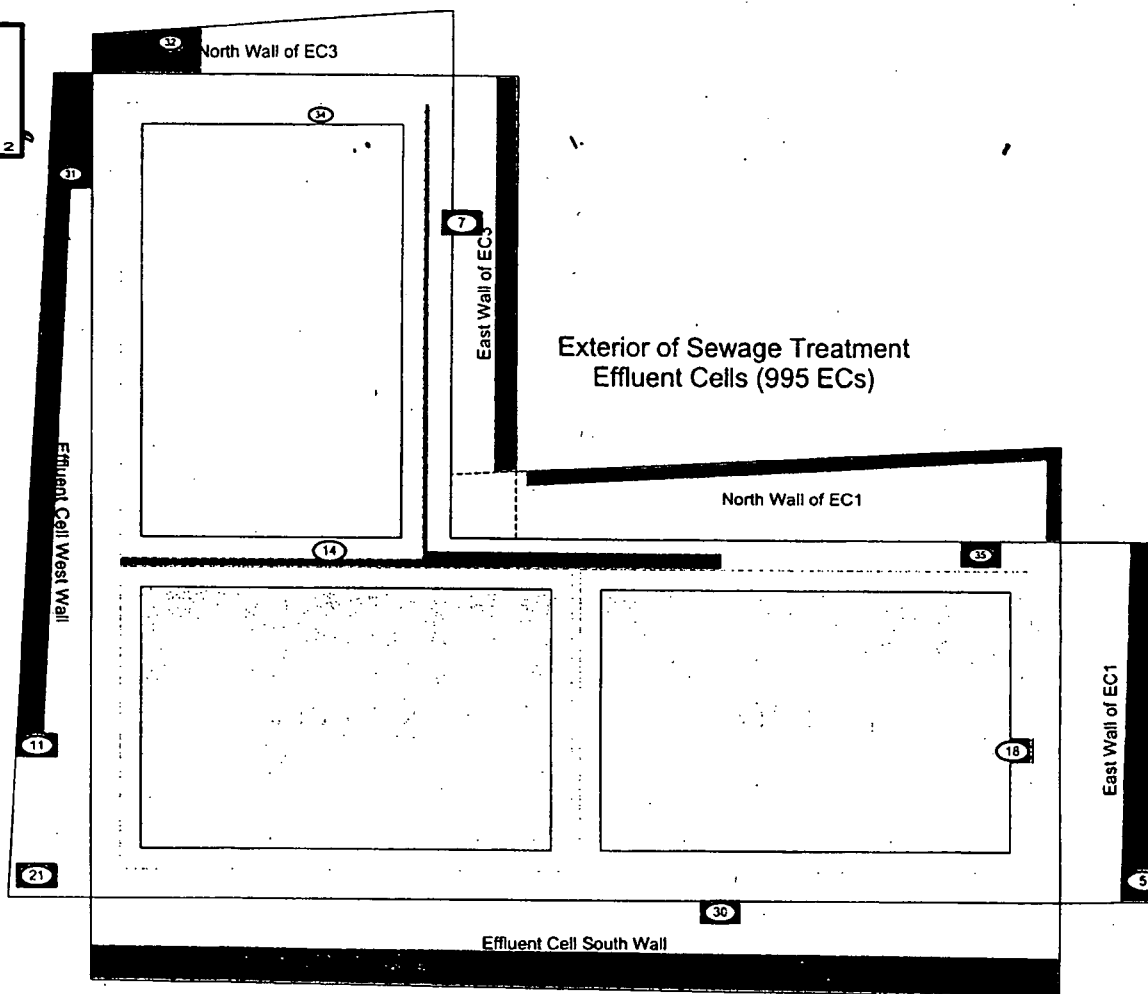 32
North Wall of EC3
2
34
31
7
East Wall of EC3
Exterior of Sewage Treatment
Effluent Cells (995 ECs)
Effluent Cell West Wall
North Wall of EC1
14
35
11
18
East Wall of EC1
21
5
30
Effluent Cell South Wall